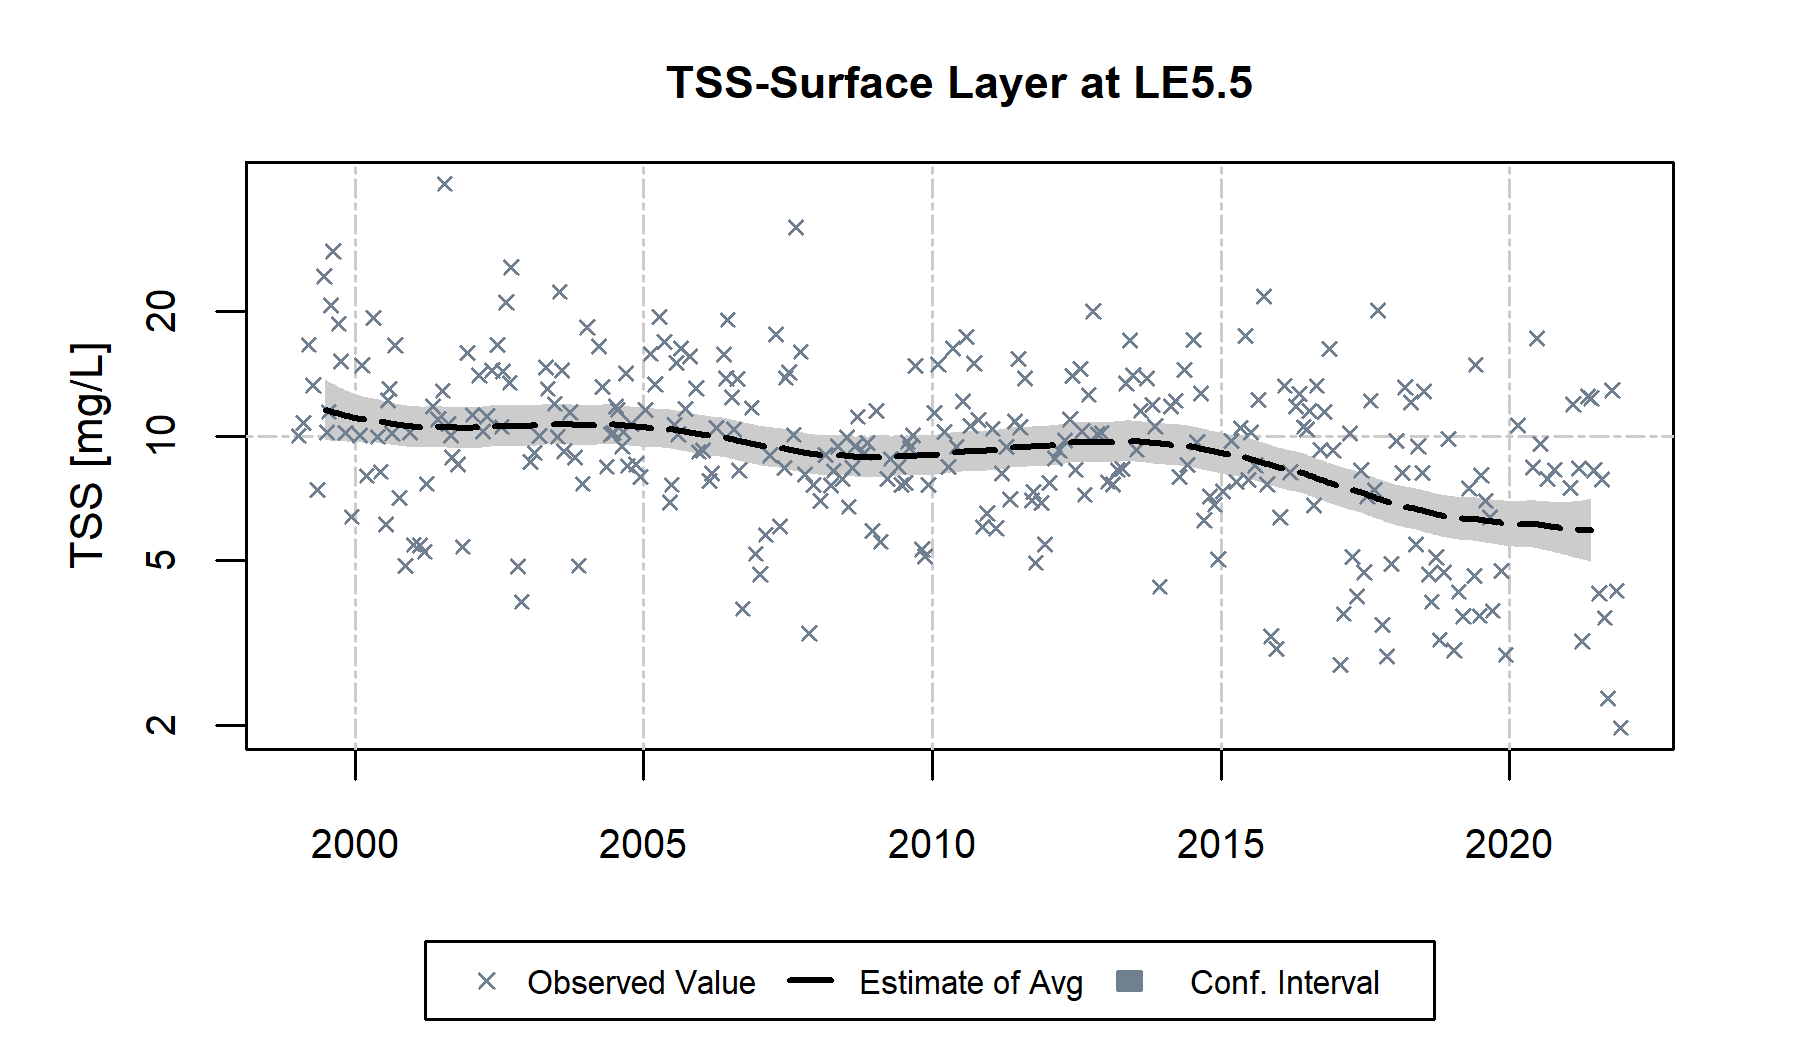 TSS-Surface Layer at LE5.5
TSS [mg/L]
20
10
5
2
2000 2005 2010 2015 2020
Observed Value Estimate of Avg Conf. Interval